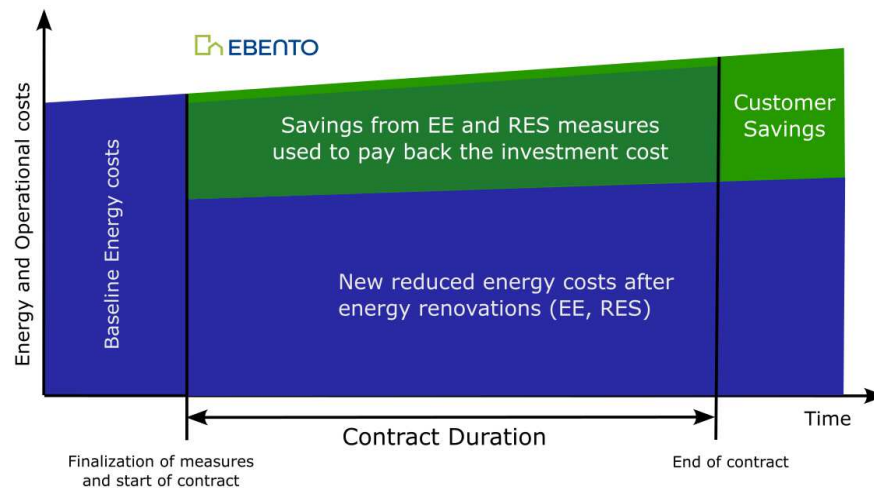 EBENTO
Energy and Operational costs
Baseline Energy costs
Savings from EE and RES measures
used to pay back the investment cost
Customer
Savings
New reduced energy costs after
energy renovations (EE, RES)
Time
Contract Duration
Finalization of measures
and start of contract
End of contract